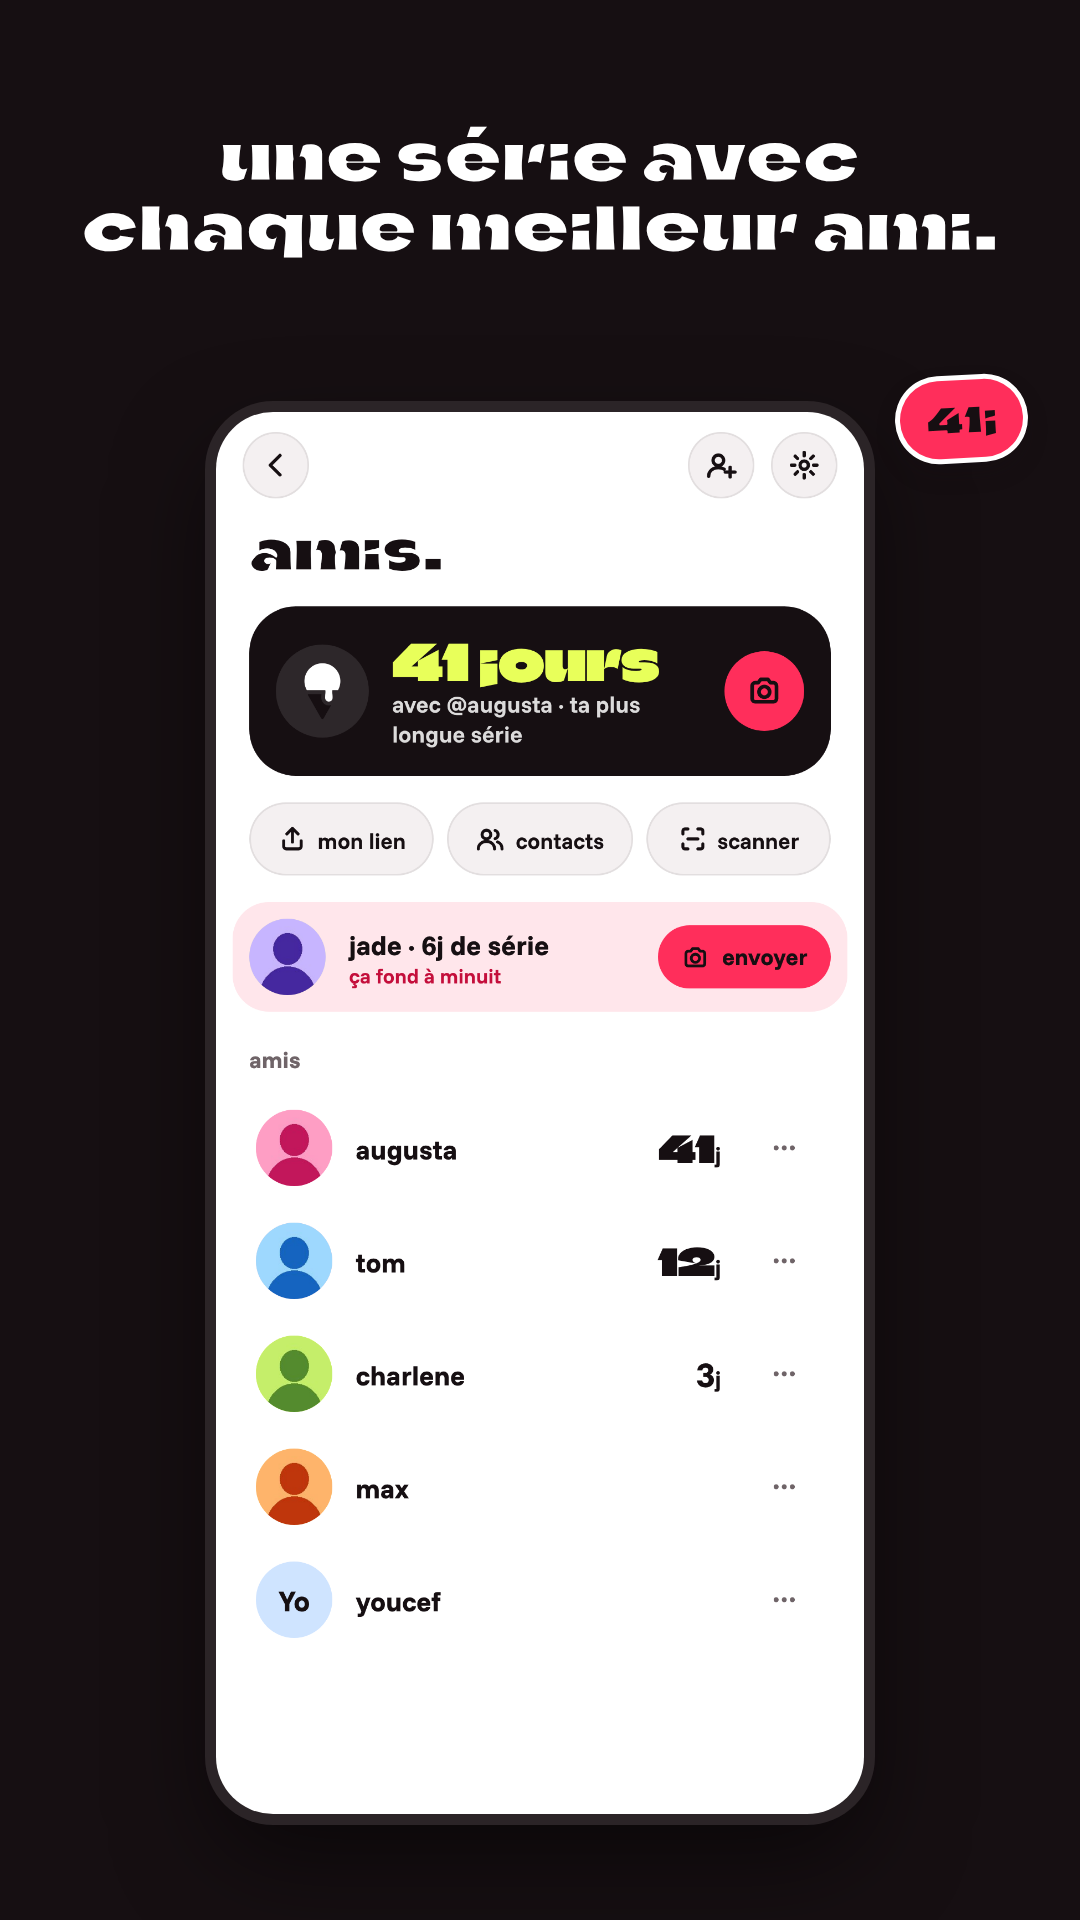 une série avec
chaque meilleur ami.
41j
amis.
41 jours
avec @augusta · ta plus
longue série
mon lien
contacts
scanner
jade · 6j de série
ça fond à minuit
envoyer
amis
augusta
41j
tom
12j
charlene
3j
max
Yo
youcef